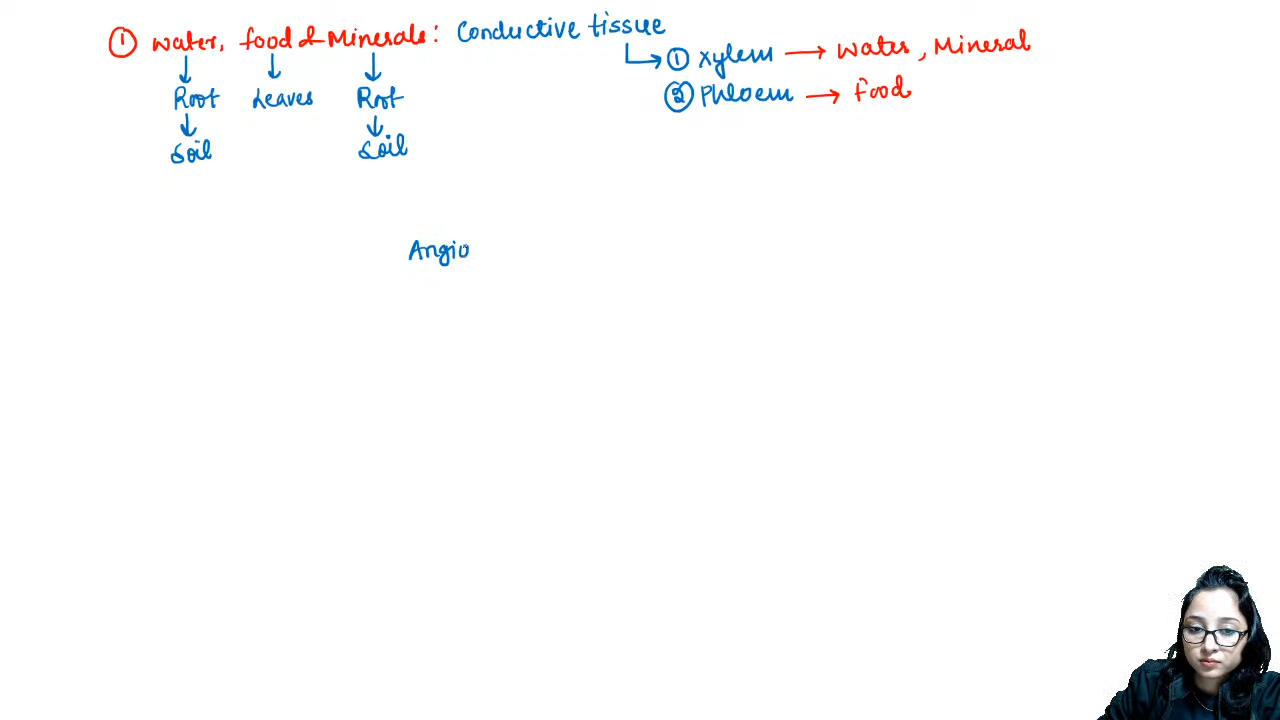 ① Water, food & Minerals: Conductive tissue
↳ ① Xylem → Water, Mineral
② Phloem → Food
↓ ↓ ↓
Root Leaves Root
↓ ↓
Soil Soil
Angio